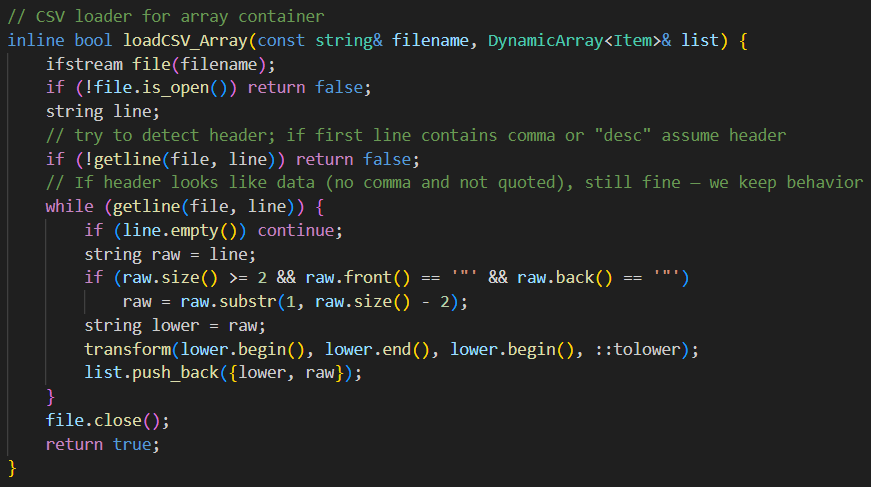 // CSV loader for array container
inline bool loadCSV_Array(const string& filename, DynamicArray<Item>& list) {
    ifstream file(filename);
    if (!file.is_open()) return false;
    string line;
    // try to detect header; if first line contains comma or "desc" assume header
    if (!getline(file, line)) return false;
    // If header looks like data (no comma and not quoted), still fine — we keep behavior
    while (getline(file, line)) {
        if (line.empty()) continue;
        string raw = line;
        if (raw.size() >= 2 && raw.front() == '"' && raw.back() == '"')
            raw = raw.substr(1, raw.size() - 2);
        string lower = raw;
        transform(lower.begin(), lower.end(), lower.begin(), ::tolower);
        list.push_back({lower, raw});
    }
    file.close();
    return true;
}